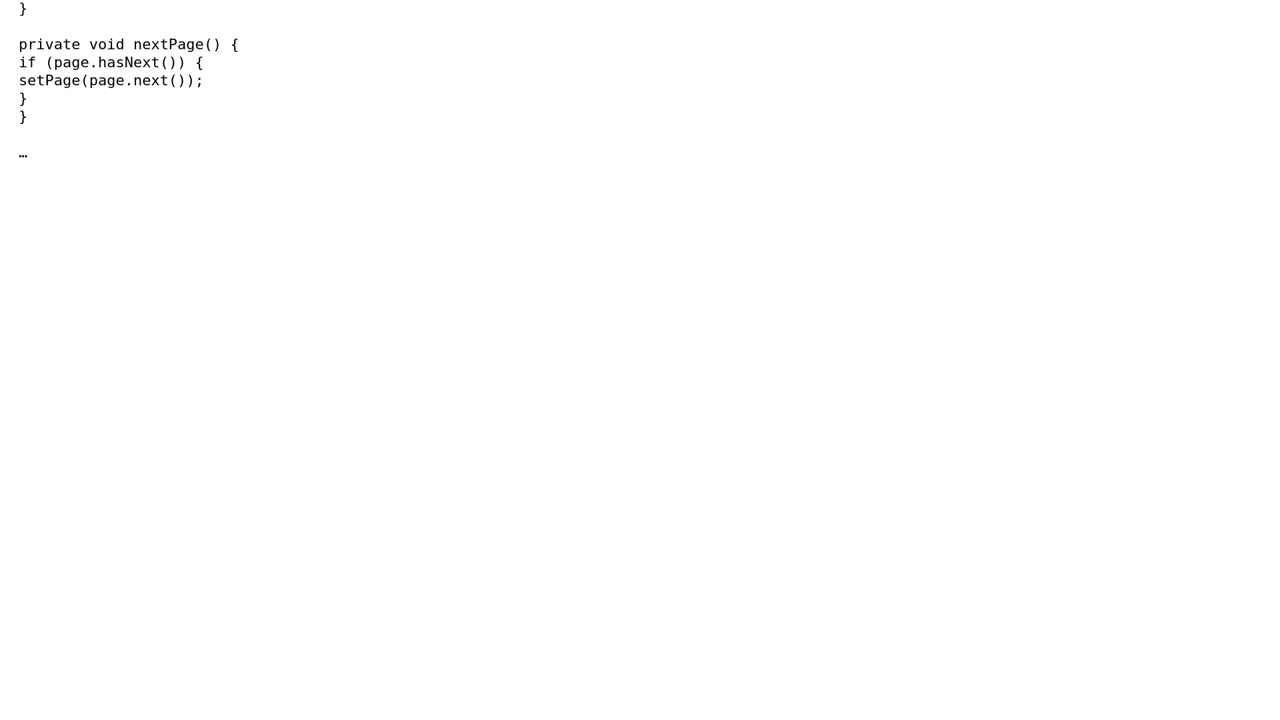 }

private void nextPage() {
if (page.hasNext()) {
setPage(page.next());
}
}

…